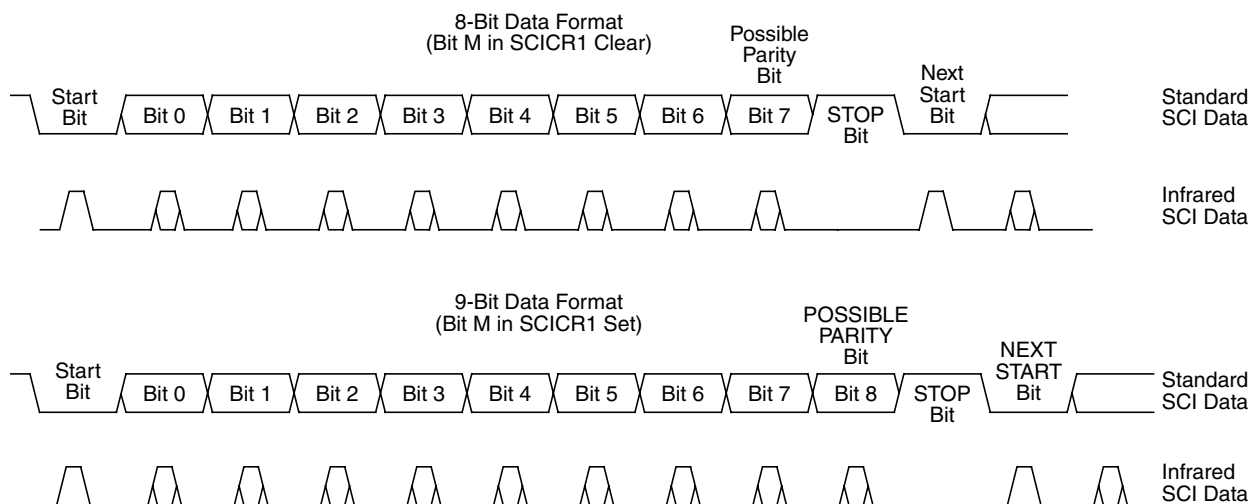 8-Bit Data Format
(Bit M in SCICR1 Clear)
Possible
Parity
Bit
Start
Bit
Bit 0
Bit 1
Bit 2
Bit 3
Bit 4
Bit 5
Bit 6
Bit 7
STOP
Bit
Next
Start
Bit
Standard
SCI Data
Infrared
SCI Data
9-Bit Data Format
(Bit M in SCICR1 Set)
POSSIBLE
PARITY
Bit
Start
Bit
Bit 0
Bit 1
Bit 2
Bit 3
Bit 4
Bit 5
Bit 6
Bit 7
Bit 8
STOP
Bit
NEXT
START
Bit
Standard
SCI Data
Infrared
SCI Data